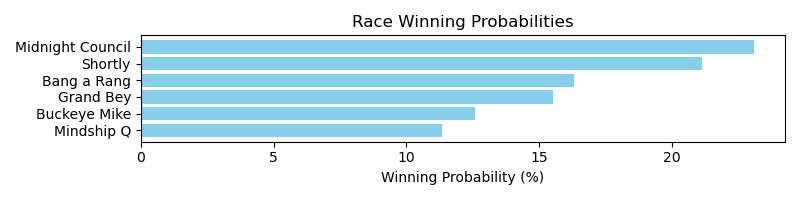 Race Winning Probabilities
Midnight Council
Shortly
Bang a Rang
Grand Bey
Buckeye Mike
Mindship Q
0 5 10 15 20
Winning Probability (%)